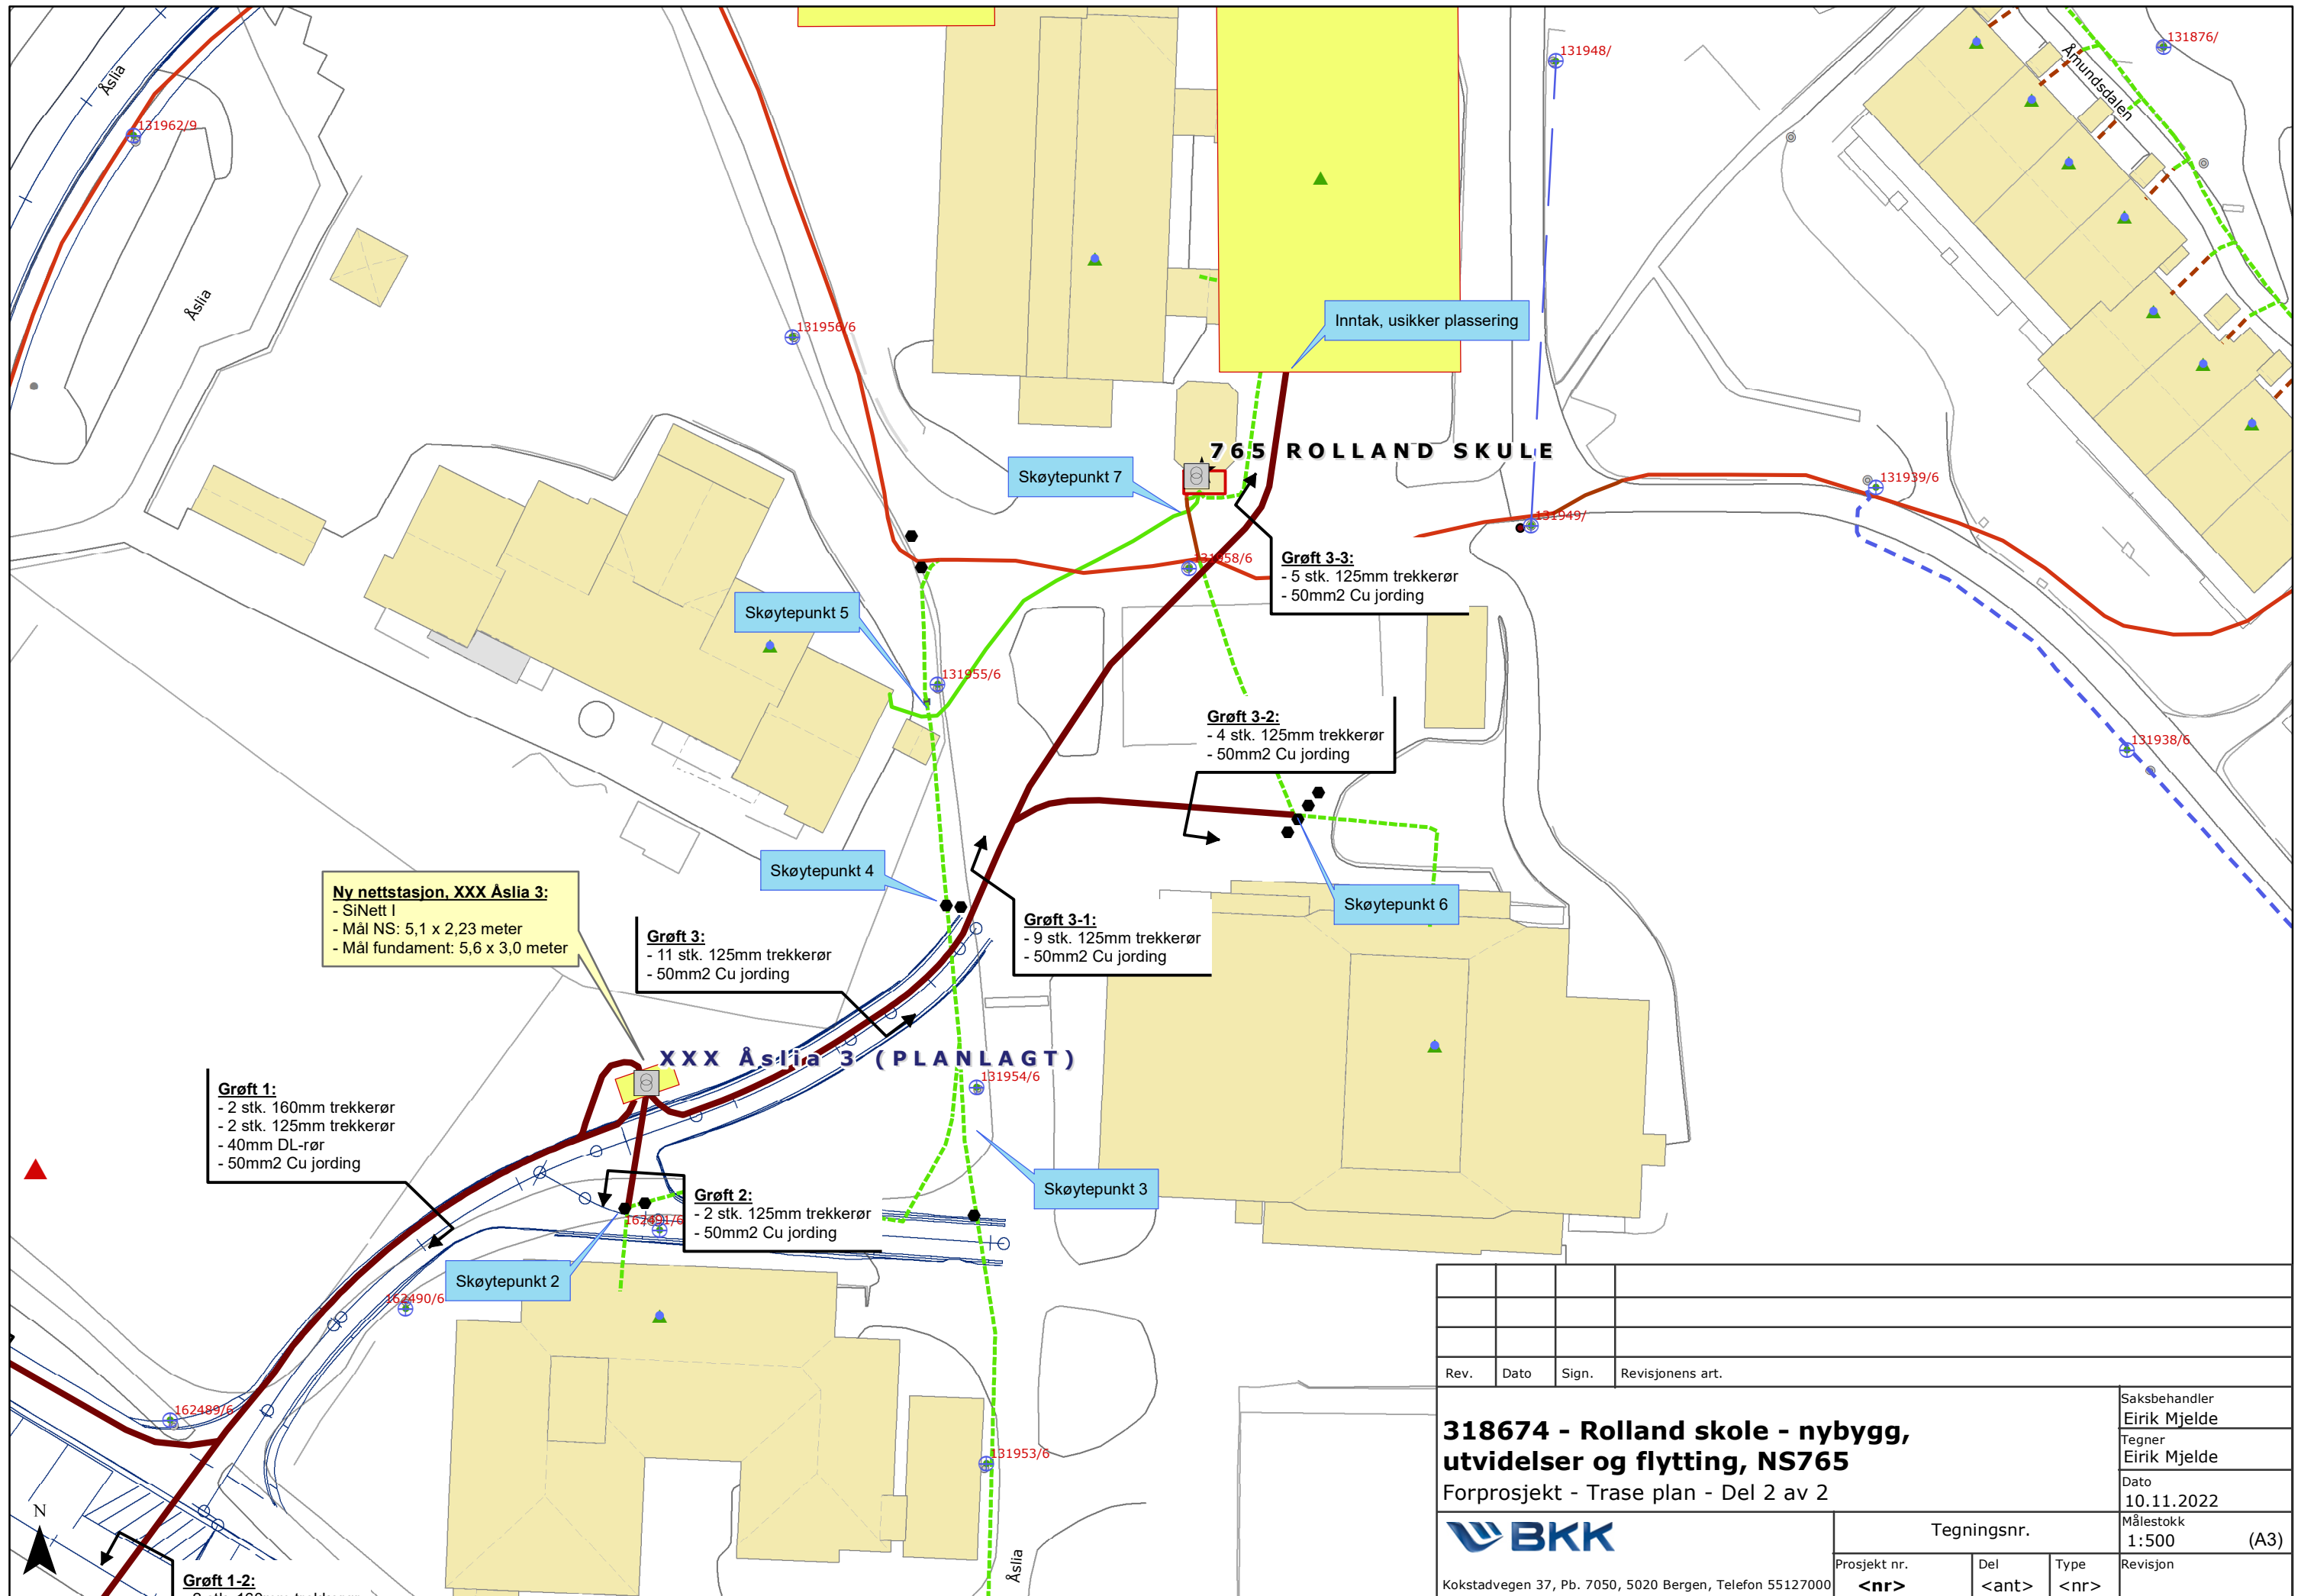 Åslia
131962/9
Åslia
131956/6
131948/
131876/
Åmundsdalen
Inntak, usikker plassering
765 ROLLAND SKULE
Skøytepunkt 7
131939/6
131949/
Grøft 3-3:
- 5 stk. 125mm trekkerør
- 50mm2 Cu jording
Skøytepunkt 5
131955/6
Grøft 3-2:
- 4 stk. 125mm trekkerør
- 50mm2 Cu jording
131938/6
Skøytepunkt 4
Skøytepunkt 6
Ny nettstasjon, XXX Åslia 3:
- SiNett I
- Mål NS: 5,1 x 2,23 meter
- Mål fundament: 5,6 x 3,0 meter
Grøft 3:
- 11 stk. 125mm trekkerør
- 50mm2 Cu jording
Grøft 3-1:
- 9 stk. 125mm trekkerør
- 50mm2 Cu jording
XXX Åslia 3 (PLANLAGT)
131954/6
Grøft 1:
- 2 stk. 160mm trekkerør
- 2 stk. 125mm trekkerør
- 40mm DL-rør
- 50mm2 Cu jording
Skøytepunkt 3
Grøft 2:
- 2 stk. 125mm trekkerør
- 50mm2 Cu jording
162491/6
Skøytepunkt 2
162490/6
162489/6
131953/6
Åslia
N
Grøft 1-2:
Rev. Dato Sign. Revisjonens art.
318674 - Rolland skole - nybygg,
utvidelser og flytting, NS765
Forprosjekt - Trase plan - Del 2 av 2
Saksbehandler
Eirik Mjelde
Tegner
Eirik Mjelde
Dato
10.11.2022
Målestokk
1:500 (A3)
BKK
Kokstadvegen 37, Pb. 7050, 5020 Bergen, Telefon 55127000
Tegningsnr.
Prosjekt nr. Del Type Revisjon
<nr> <ant> <nr>